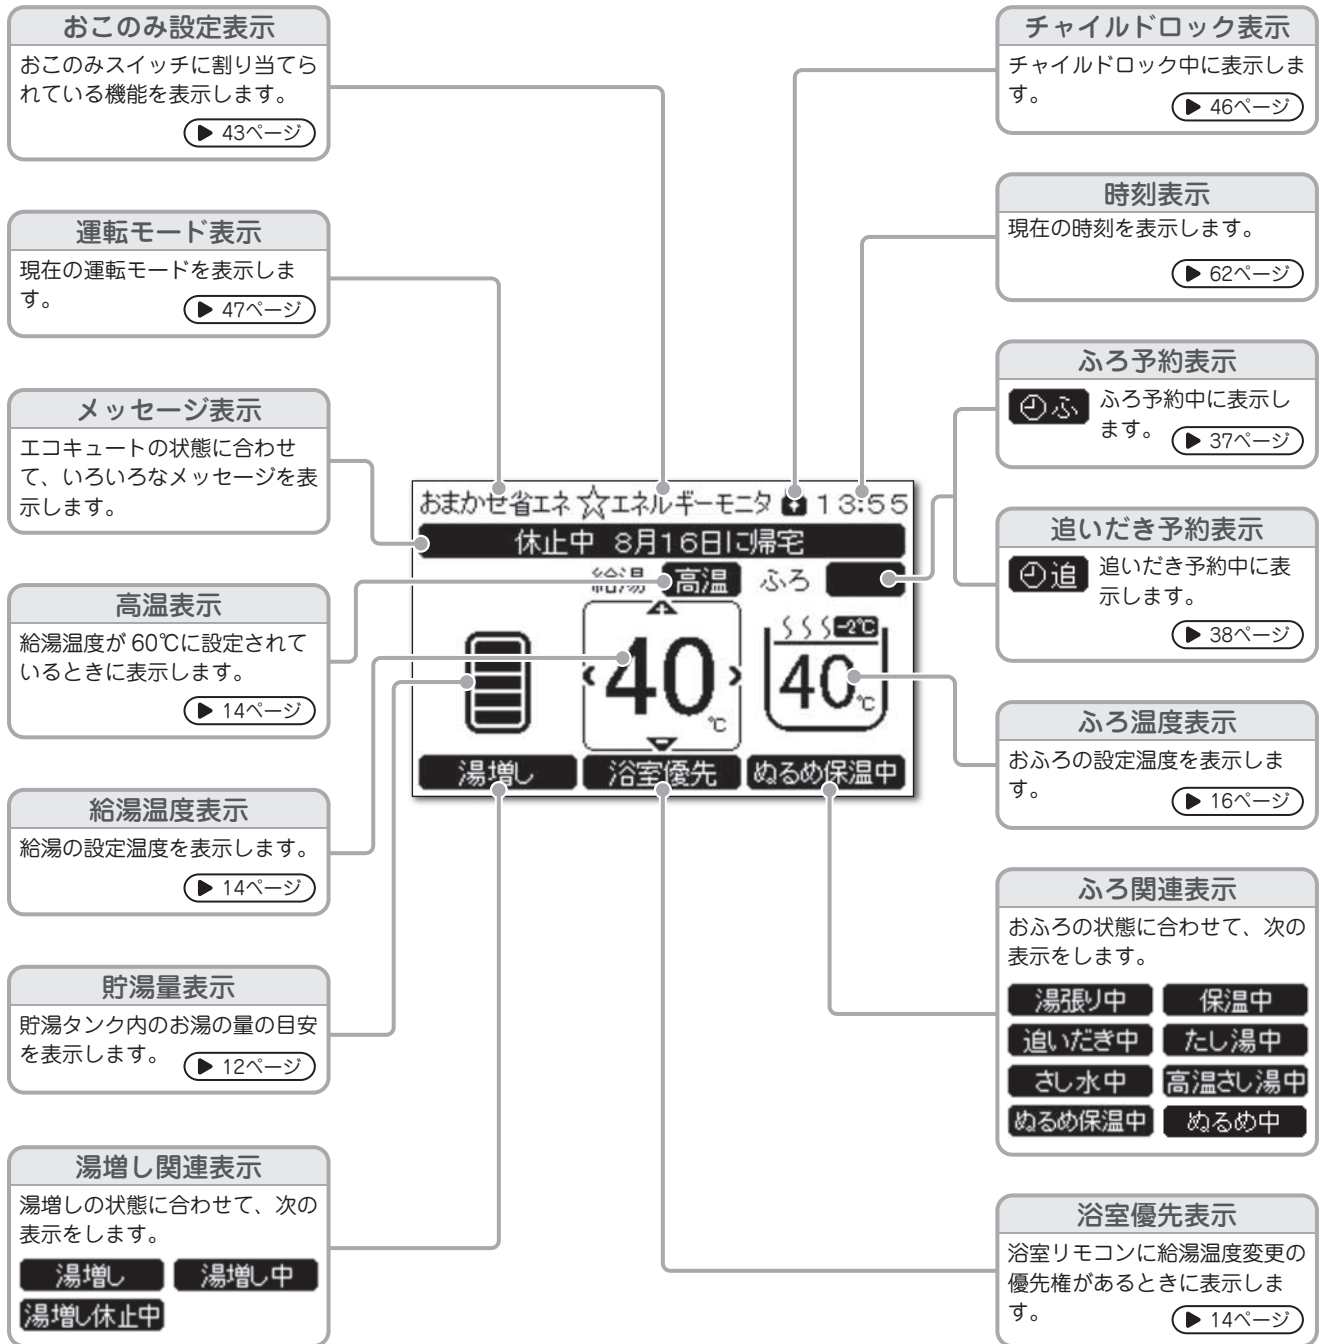 おこのみ設定表示
おこのみスイッチに割り当てら
れている機能を表示します。
▶ 43ページ
運転モード表示
現在の運転モードを表示しま
す。
▶ 47ページ
メッセージ表示
エコキュートの状態に合わせ
て、いろいろなメッセージを表
示します。
高温表示
給湯温度が 60℃に設定されて
いるときに表示します。
▶ 14ページ
給湯温度表示
給湯の設定温度を表示します。
▶ 14ページ
貯湯量表示
貯湯タンク内のお湯の量の目安
を表示します。
▶ 12ページ
湯増し関連表示
湯増しの状態に合わせて、次の
表示をします。
湯増し 湯増し中
湯増し休止中
おまかせ省エネ ☆エネルギーモニタ 13:55
休止中 8月16日に帰宅
給湯 高温 ふろ
-2℃
40℃
40℃
湯増し 浴室優先 ぬるめ保温中
チャイルドロック表示
チャイルドロック中に表示しま
す。
▶ 46ページ
時刻表示
現在の時刻を表示します。
▶ 62ページ
ふろ予約表示
ふ
ふろ予約中に表示し
ます。
▶ 37ページ
追いだき予約表示
追
追いだき予約中に表
示します。
▶ 38ページ
ふろ温度表示
おふろの設定温度を表示しま
す。
▶ 16ページ
ふろ関連表示
おふろの状態に合わせて、次の
表示をします。
湯張り中 保温中
追いだき中 たし湯中
さし水中 高温さし湯中
ぬるめ保温中 ぬるめ中
浴室優先表示
浴室リモコンに給湯温度変更の
優先権があるときに表示しま
す。
▶ 14ページ